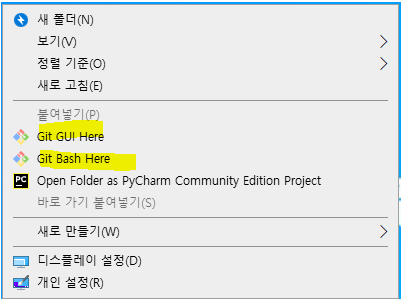 새 폴더(N)
보기(V)
정렬 기준(O)
새로 고침(E)
붙여넣기(P)
Git GUI Here
Git Bash Here
PC Open Folder as PyCharm Community Edition Project
바로 가기 붙여넣기(S)
새로 만들기(W)
디스플레이 설정(D)
개인 설정(R)